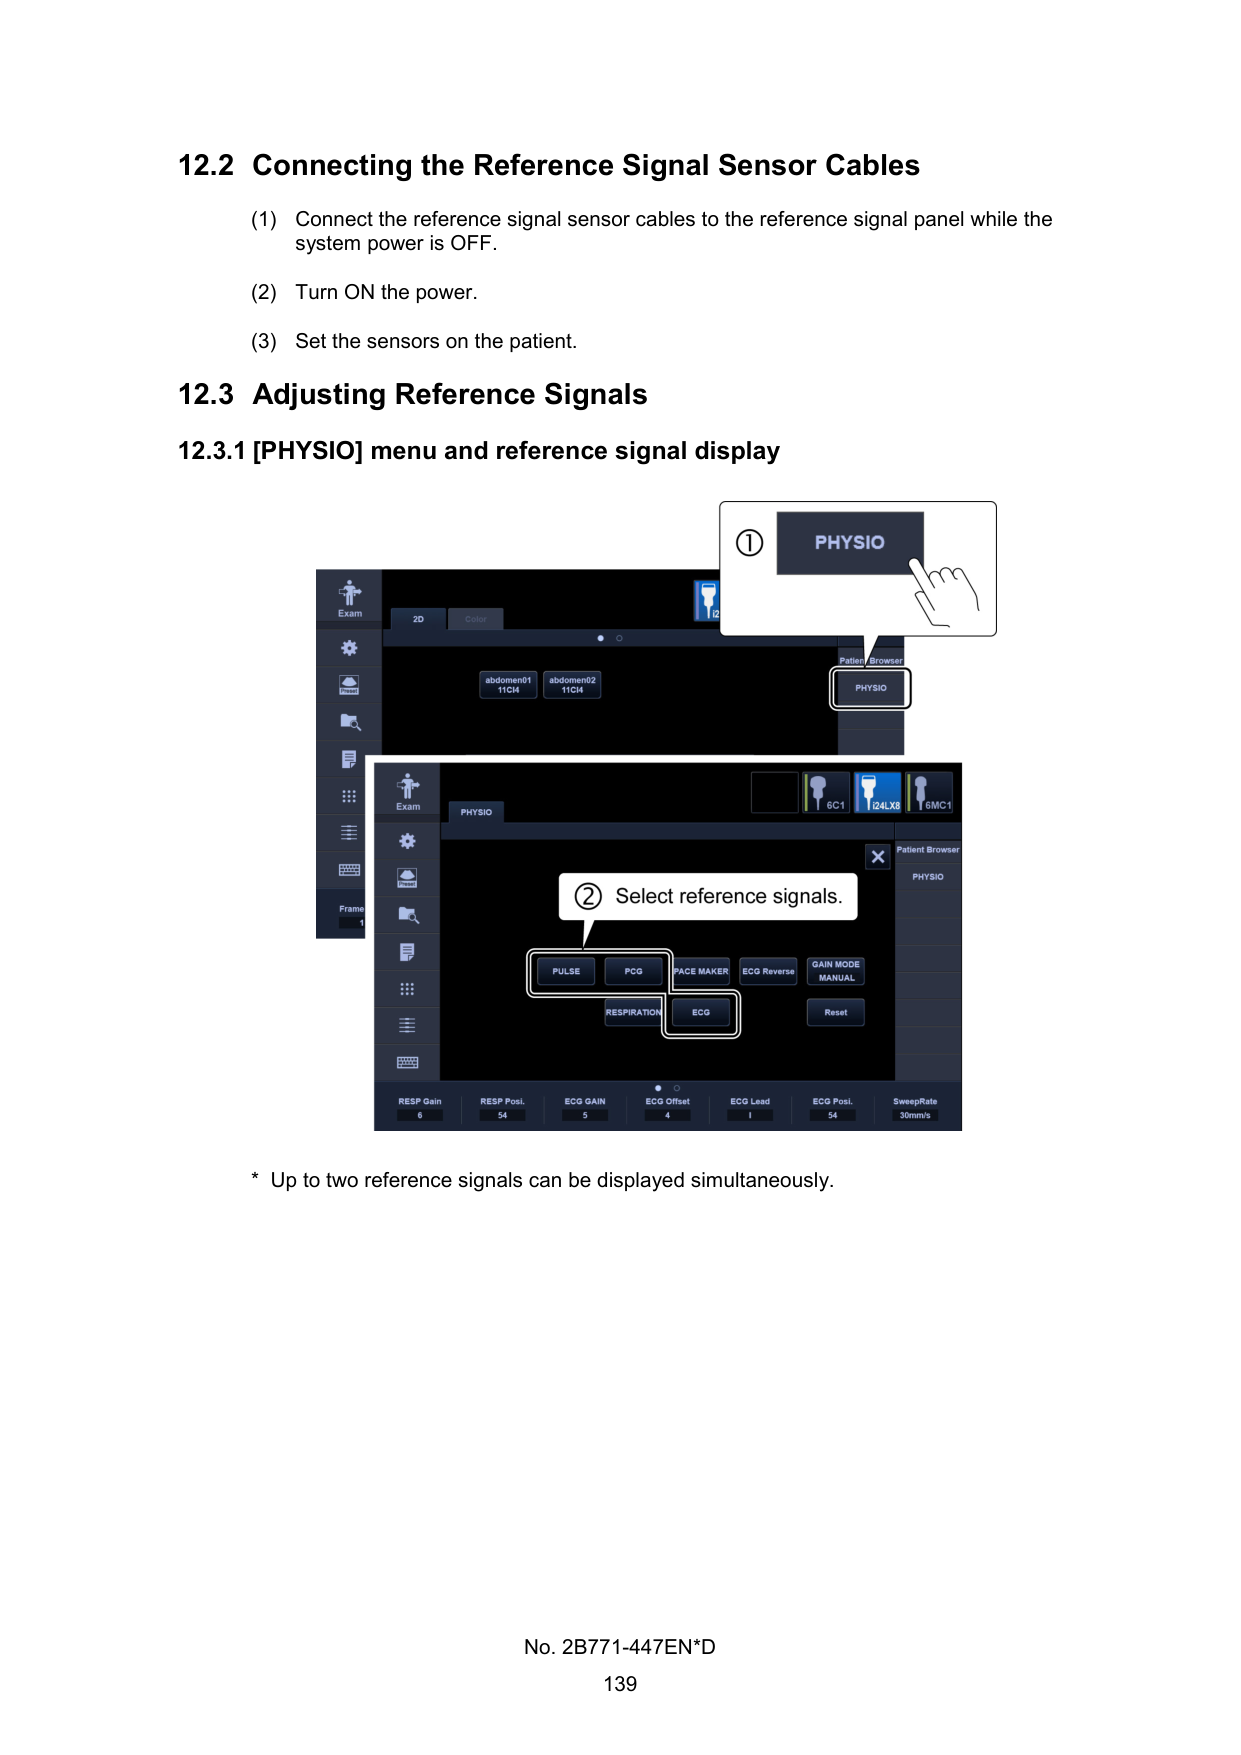 12.2 Connecting the Reference Signal Sensor Cables
(1) Connect the reference signal sensor cables to the reference signal panel while the
system power is OFF.
(2) Turn ON the power.
(3) Set the sensors on the patient.
12.3 Adjusting Reference Signals
12.3.1 [PHYSIO] menu and reference signal display
① PHYSIO
Exam
2D
Color
i2
abdomen01
11CI4
abdomen02
11CI4
Patien Browser
PHYSIO
Preset
Frame
1
Exam
PHYSIO
6C1
i24LX8
6MC1
Patient Browser
PHYSIO
Preset
② Select reference signals.
PULSE
PCG
PACE MAKER
ECG Reverse
GAIN MODE
MANUAL
RESPIRATION
ECG
Reset
RESP Gain
6
RESP Posi.
54
ECG GAIN
5
ECG Offset
4
ECG Lead
I
ECG Posi.
54
SweepRate
30mm/s
* Up to two reference signals can be displayed simultaneously.
No. 2B771-447EN*D
139